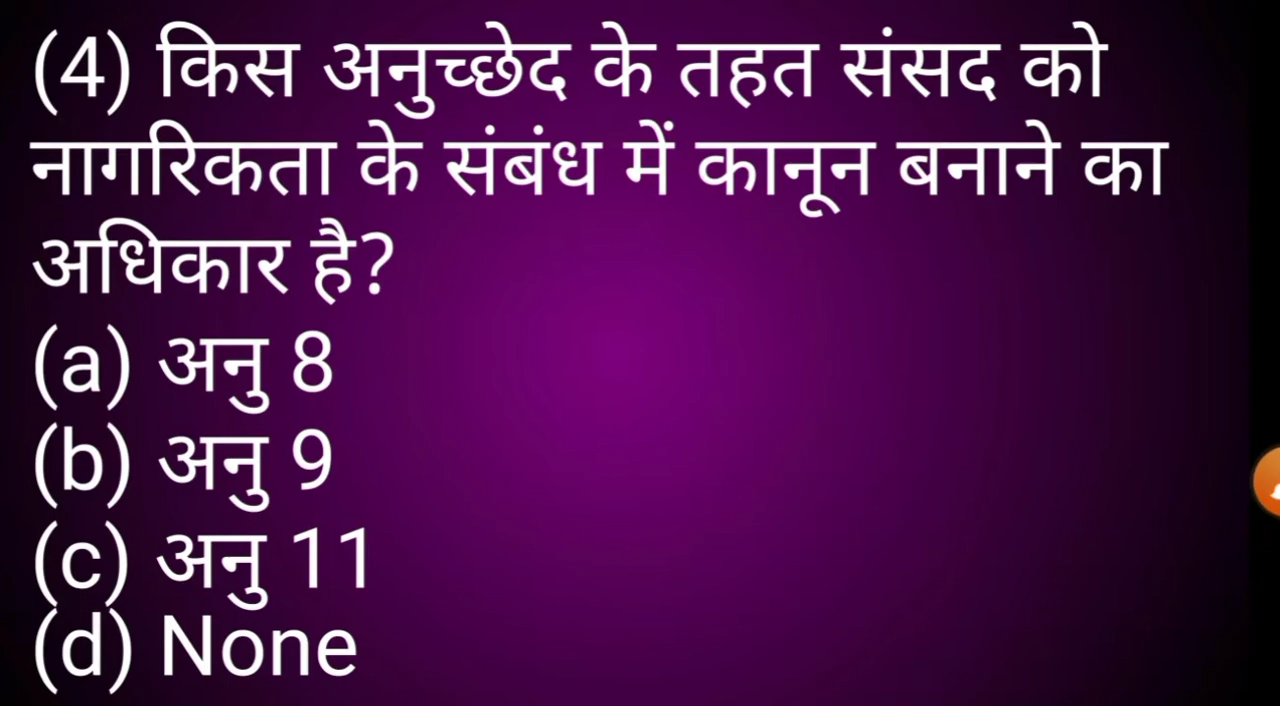 (4) किस अनुच्छेद के तहत संसद को
नागरिकता के संबंध में कानून बनाने का
अधिकार है?
(a) अनु 8
(b) अनु 9
(c) अनु 11
(d) None